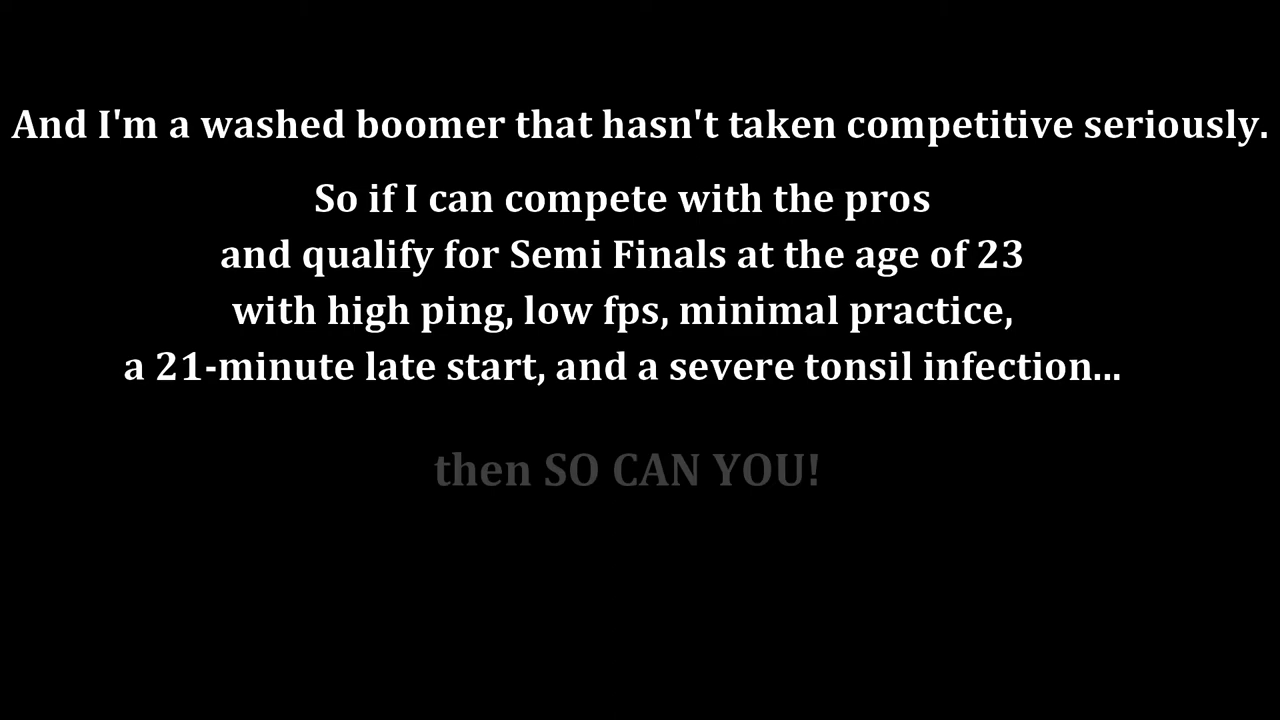 And I'm a washed boomer that hasn't taken competitive seriously.
So if I can compete with the pros
and qualify for Semi Finals at the age of 23
with high ping, low fps, minimal practice,
a 21-minute late start, and a severe tonsil infection...
then SO CAN YOU!